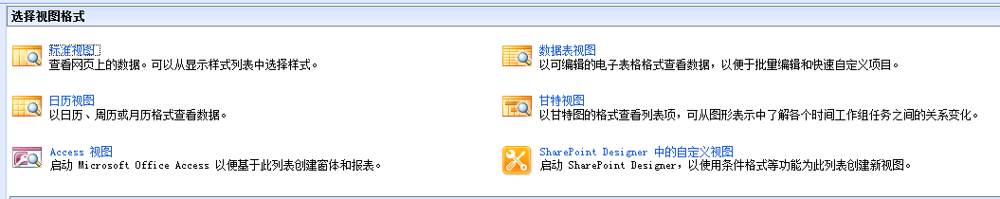 选择视图格式
标准视图
查看网页上的数据。可以从显示样式列表中选择样式。
数据表视图
以可编辑的电子表格格式查看数据，以便于批量编辑和快速自定义项目。
日历视图
以日历、周历或月历格式查看数据。
甘特视图
以甘特图的格式查看列表项，可从图形表示中了解各个时间工作组任务之间的关系变化。
Access 视图
启动 Microsoft Office Access 以便基于此列表创建窗体和报表。
SharePoint Designer 中的自定义视图
启动 SharePoint Designer，以使用条件格式等功能为此列表创建新视图。